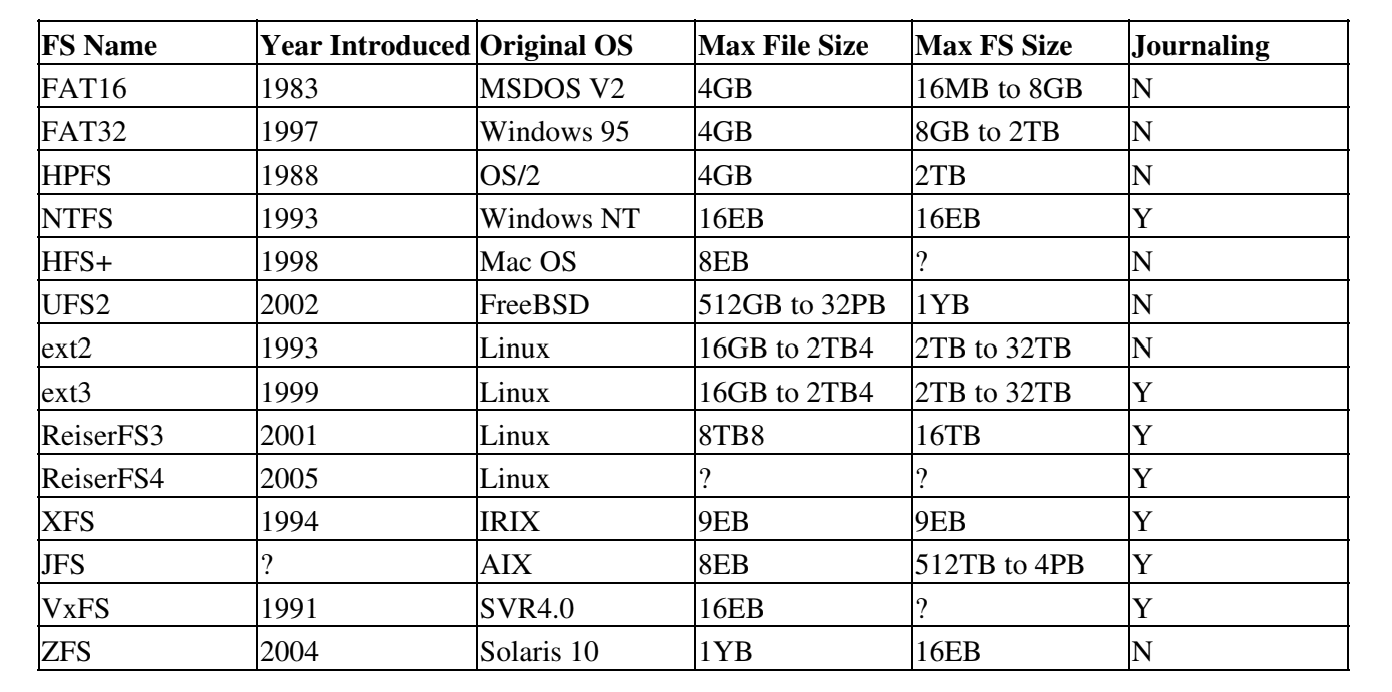 FS Name Year Introduced Original OS Max File Size Max FS Size Journaling
FAT16 1983 MSDOS V2 4GB 16MB to 8GB N
FAT32 1997 Windows 95 4GB 8GB to 2TB N
HPFS 1988 OS/2 4GB 2TB N
NTFS 1993 Windows NT 16EB 16EB Y
HFS+ 1998 Mac OS 8EB ? N
UFS2 2002 FreeBSD 512GB to 32PB 1YB N
ext2 1993 Linux 16GB to 2TB4 2TB to 32TB N
ext3 1999 Linux 16GB to 2TB4 2TB to 32TB Y
ReiserFS3 2001 Linux 8TB8 16TB Y
ReiserFS4 2005 Linux ? ? Y
XFS 1994 IRIX 9EB 9EB Y
JFS ? AIX 8EB 512TB to 4PB Y
VxFS 1991 SVR4.0 16EB ? Y
ZFS 2004 Solaris 10 1YB 16EB N